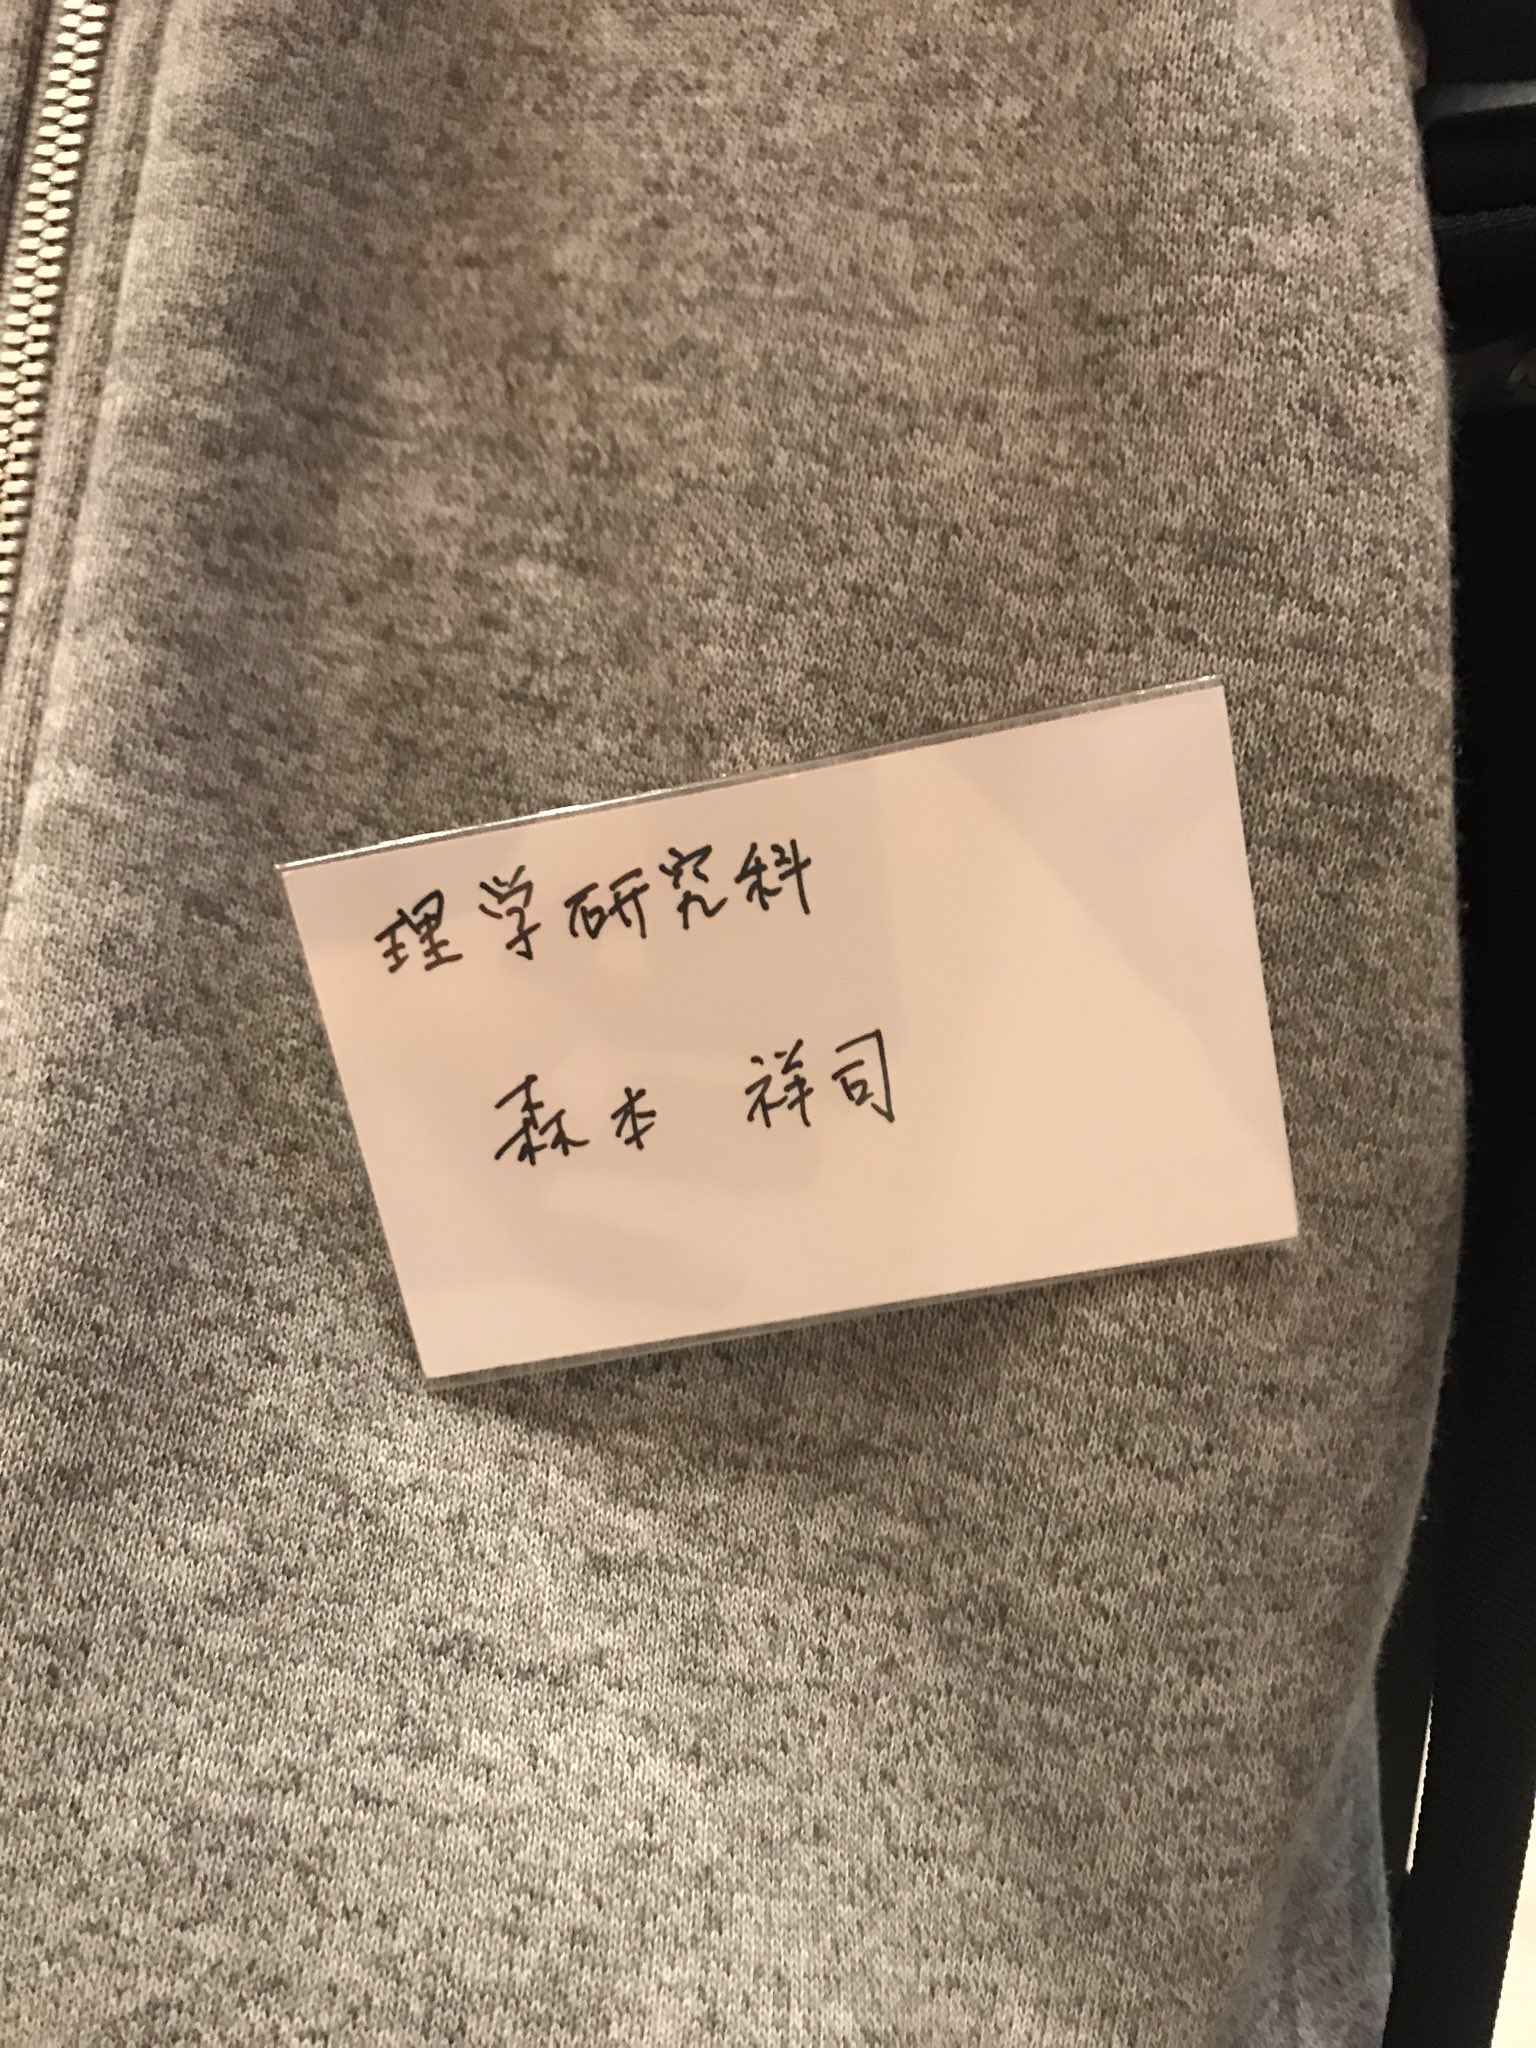 理学研究科
森本 祥司